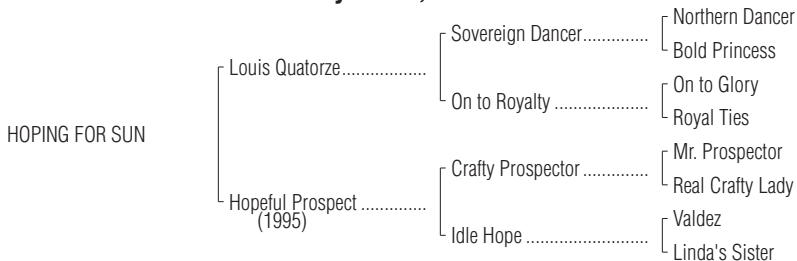 Northern Dancer
Sovereign Dancer..............
Bold Princess
Louis Quatorze..................
On to Glory
On to Royalty ....................
Royal Ties
HOPING FOR SUN
Mr. Prospector
Crafty Prospector ..............
Real Crafty Lady
Hopeful Prospect ..............
(1995)
Valdez
Idle Hope ..........................
Linda's Sister